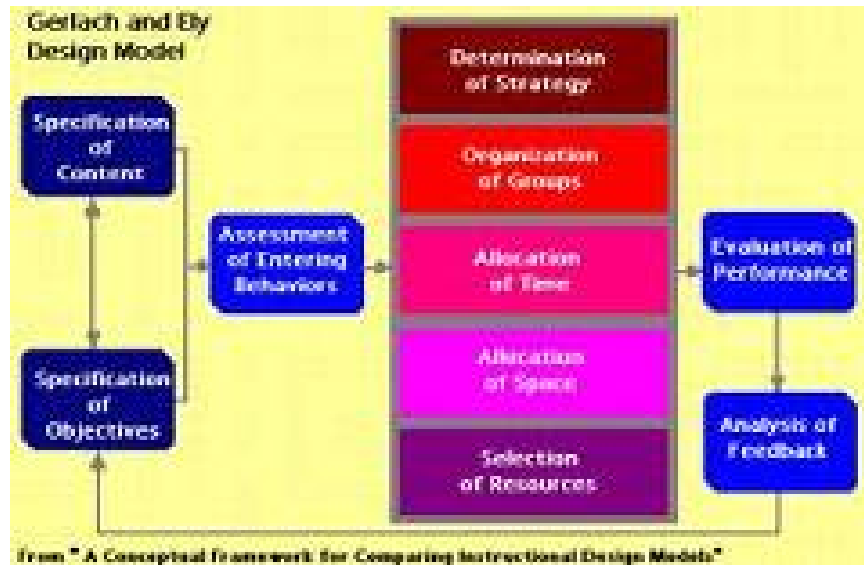 Gerlach and Ely
Design Model
Specification
of
Content
Specification
of
Objectives
Assessment
of Entering
Behaviors
Determination
of Strategy
Organization
of Groups
Allocation
of Time
Allocation
of Space
Selection
of Resources
Evaluation of
Performance
Analysis of
Feedback
From " A Conceptual Framework for Comparing Instructional Design Models"